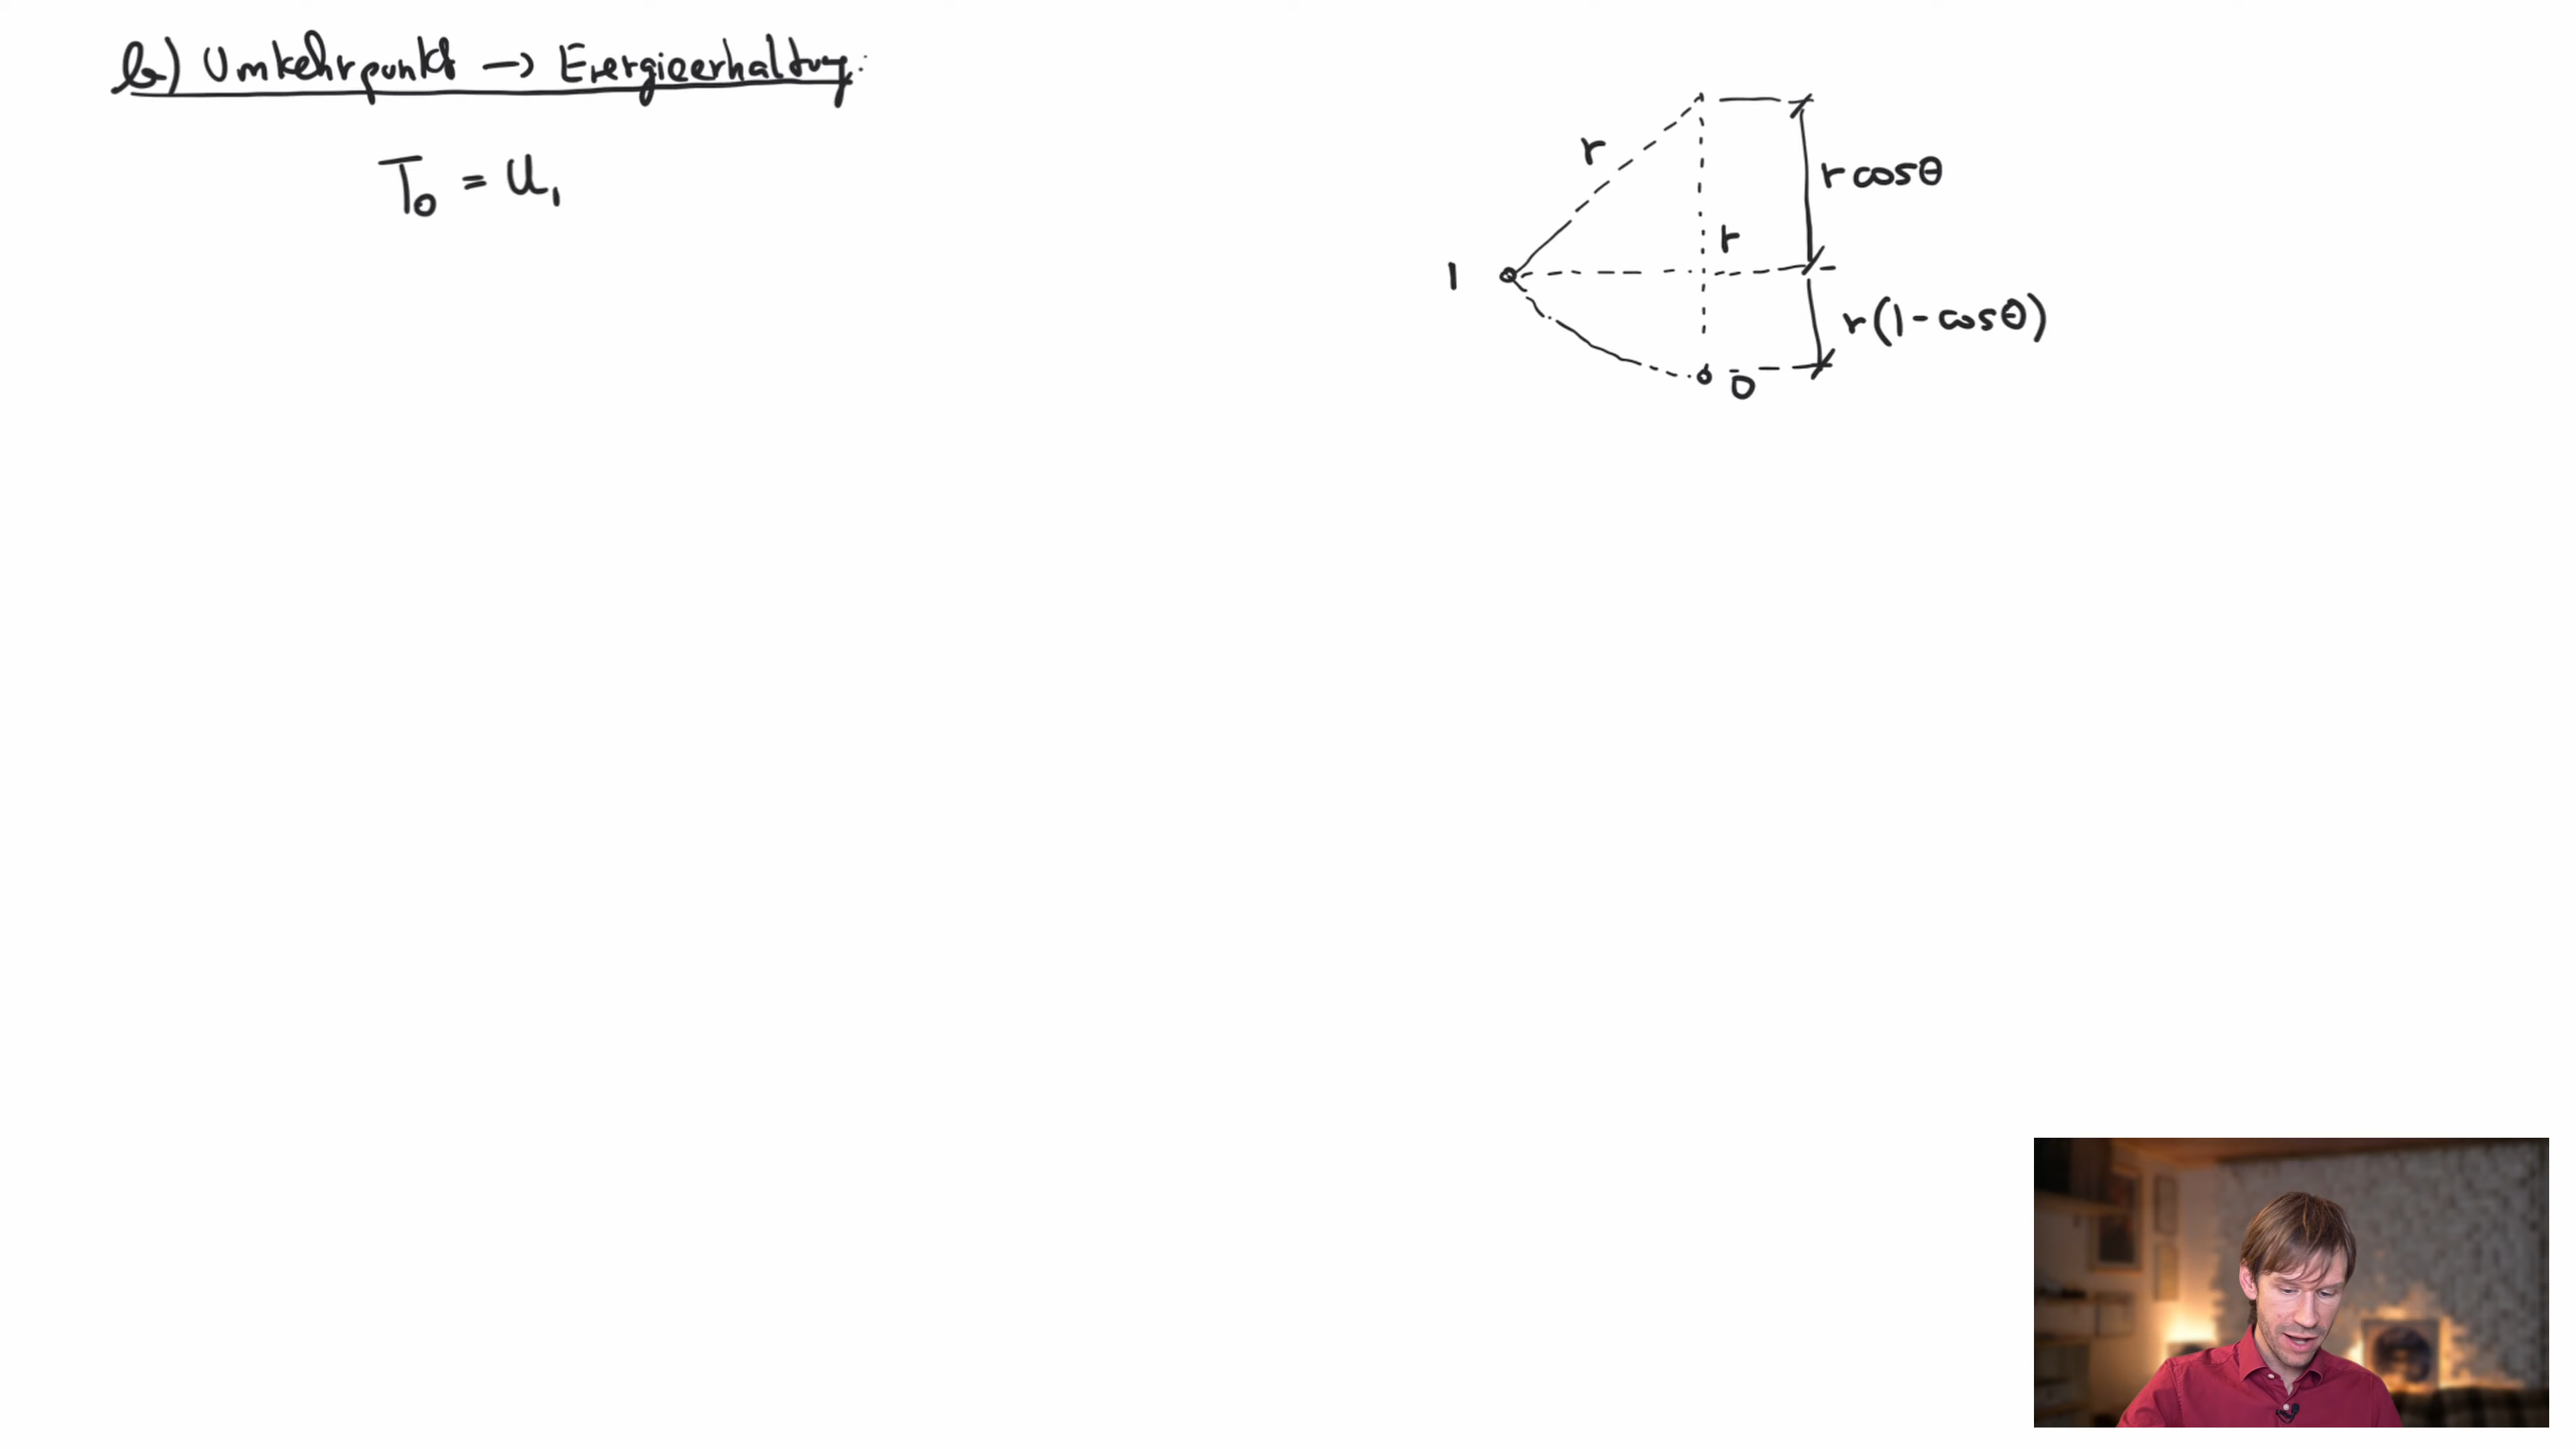 b) Umkehrpunkt → Energieerhaltung:
T₀ = U₁
r
r cosθ
r
1
r(1-cosθ)
0